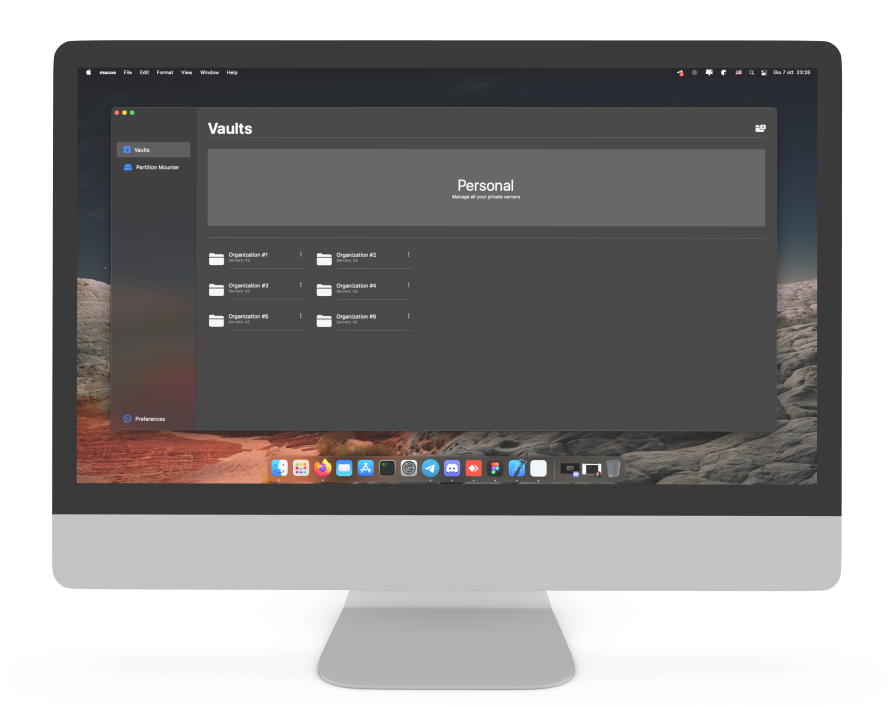 macos File Edit Format View Window Help
Gio 7 ott 23:26
Vaults
Vaults
Partition Mounter
Personal
Manage all your private servers
Organization #1
Servers: 42
Organization #2
Servers: 42
Organization #3
Servers: 42
Organization #4
Servers: 42
Organization #5
Servers: 42
Organization #6
Servers: 42
Preferences